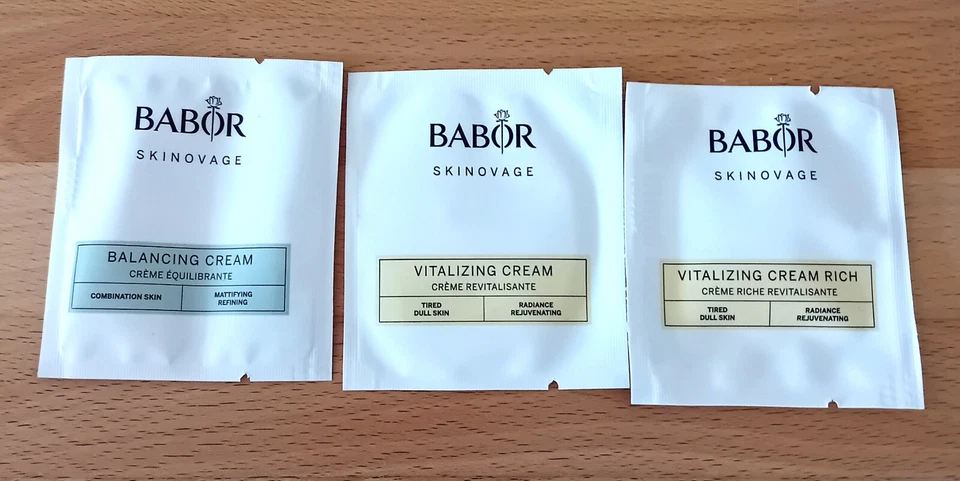 BABOR
SKINOVAGE
BALANCING CREAM
CRÈME ÉQUILIBRANTE
COMBINATION SKIN
MATTIFYING
REFINING
BABOR
SKINOVAGE
VITALIZING CREAM
CRÈME REVITALISANTE
TIRED
DULL SKIN
RADIANCE
REJUVENATING
BABOR
SKINOVAGE
VITALIZING CREAM RICH
CRÈME RICHE REVITALISANTE
TIRED
DULL SKIN
RADIANCE
REJUVENATING